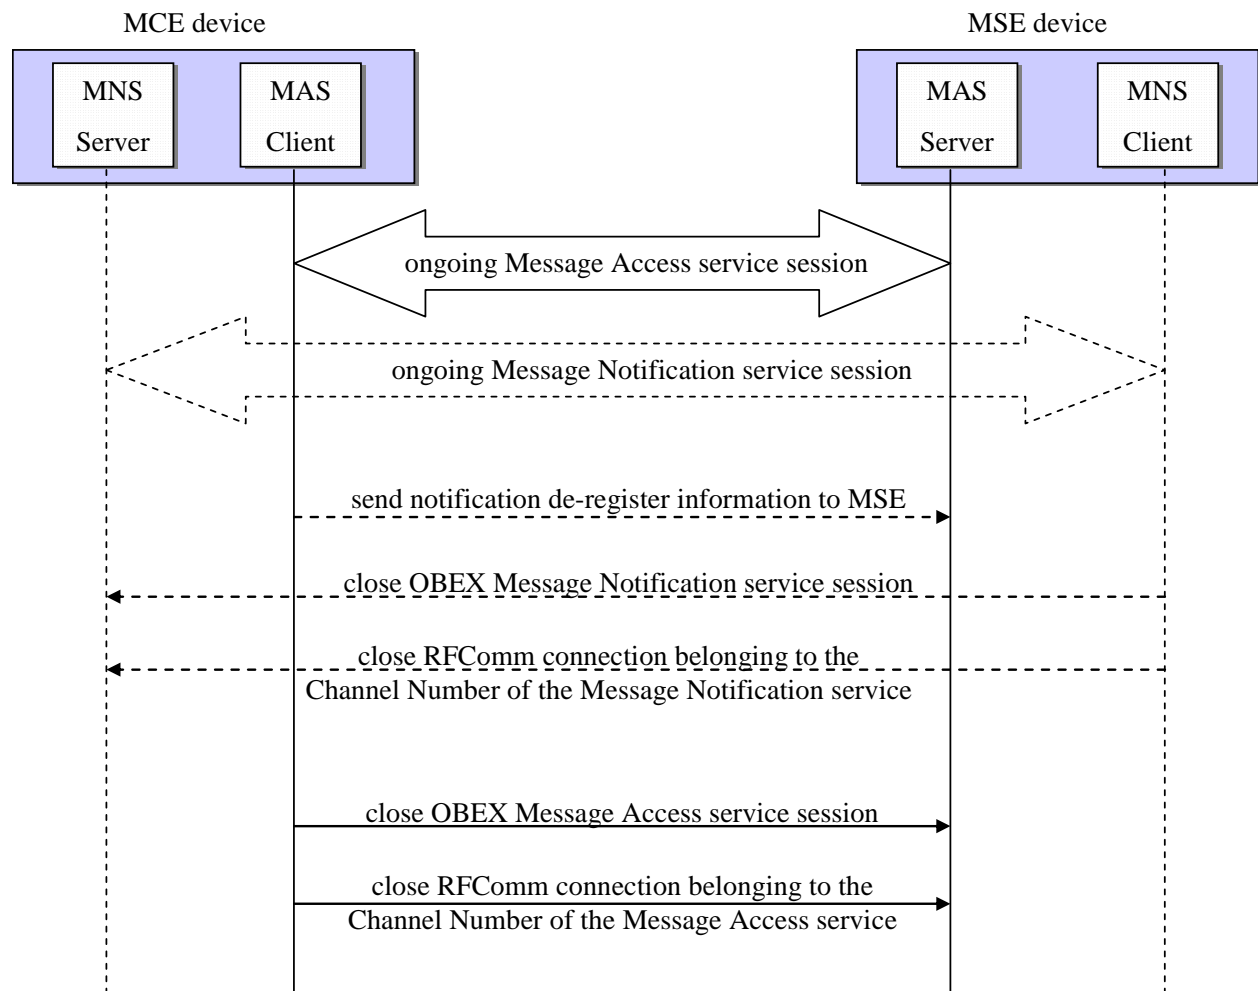 MCE device
MSE device
MNS
Server
MAS
Client
MAS
Server
MNS
Client
ongoing Message Access service session
ongoing Message Notification service session
send notification de-register information to MSE
close OBEX Message Notification service session
close RFComm connection belonging to the
Channel Number of the Message Notification service
close OBEX Message Access service session
close RFComm connection belonging to the
Channel Number of the Message Access service